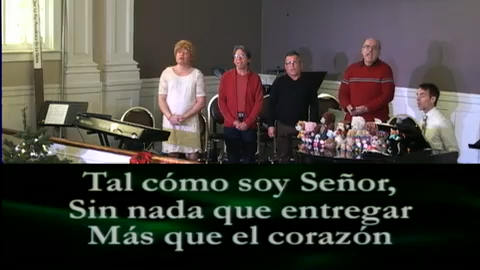 Tal cómo soy Señor,
Sin nada que entregar
Más que el corazón